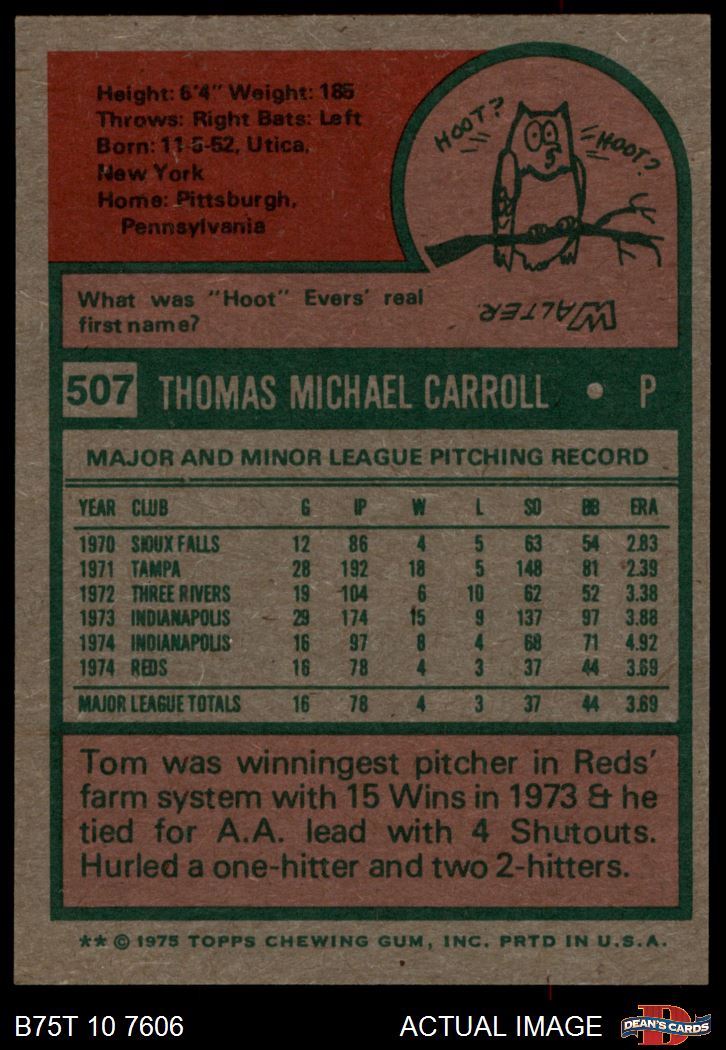 Height: 6'4" Weight: 185
Throws: Right Bats: Left
Born: 11-5-52, Utica,
New York
Home: Pittsburgh,
Pennsylvania
HOOT?
HOOT?
What was "Hoot" Evers' real
first name?
WALTER.
507 THOMAS MICHAEL CARROLL • P
MAJOR AND MINOR LEAGUE PITCHING RECORD
YEAR CLUB G IP W L SO BB ERA
1970 SIOUX FALLS 12 86 4 5 63 54 2.83
1971 TAMPA 28 192 18 5 148 81 2.39
1972 THREE RIVERS 19 104 6 10 62 52 3.38
1973 INDIANAPOLIS 29 174 15 9 137 97 3.88
1974 INDIANAPOLIS 16 97 8 4 68 71 4.92
1974 REDS 16 78 4 3 37 44 3.69
MAJOR LEAGUE TOTALS 16 78 4 3 37 44 3.69
Tom was winningest pitcher in Reds'
farm system with 15 Wins in 1973 & he
tied for A.A. lead with 4 Shutouts.
Hurled a one-hitter and two 2-hitters.
** © 1975 TOPPS CHEWING GUM, INC. PRTD IN U.S.A.
B75T 10 7606 ACTUAL IMAGE
D
DEAN'S CARDS